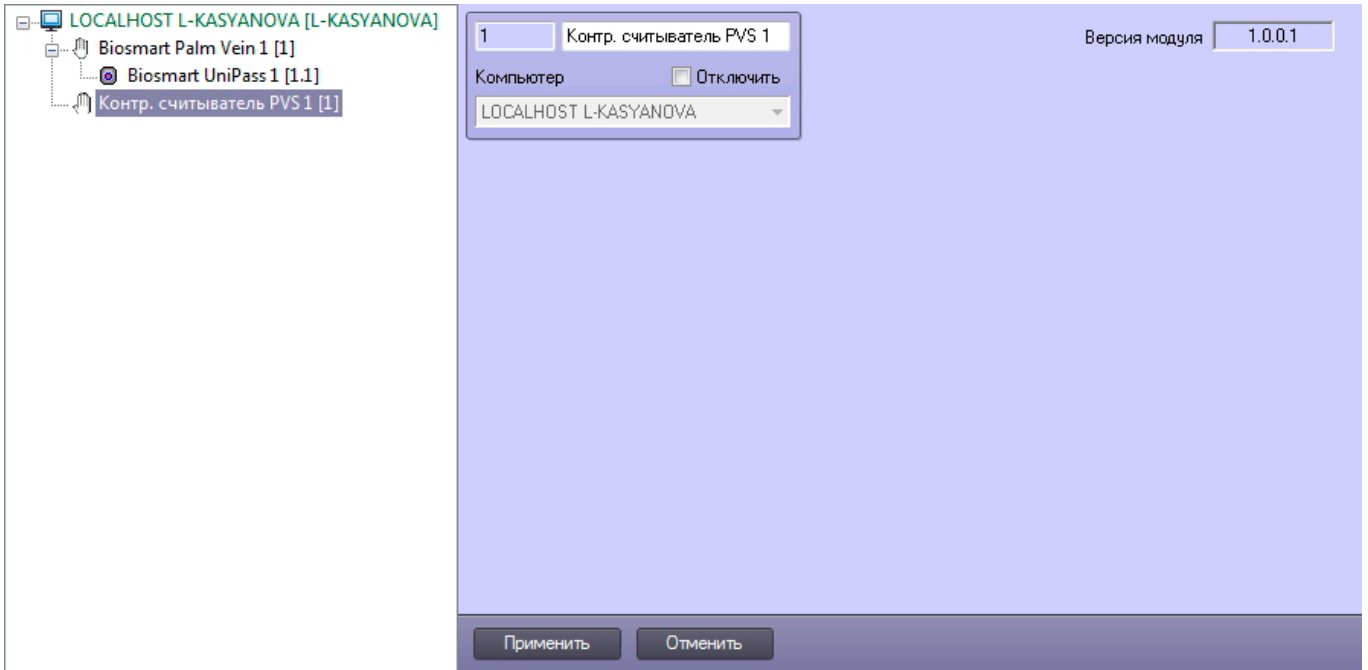 LOCALHOST L-KASYANOVA [L-KASYANOVA]
Biosmart Palm Vein 1 [1]
Biosmart UniPass 1 [1.1]
Контр. считыватель PVS 1 [1]
1 Контр. считыватель PVS 1
Компьютер Отключить
LOCALHOST L-KASYANOVA
Версия модуля 1.0.0.1
Применить Отменить